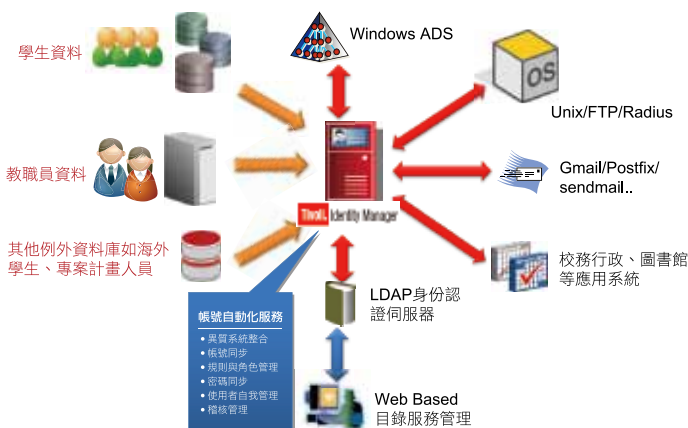 學生資料
Windows ADS
OS
Unix/FTP/Radius
教職員資料
Gmail/Postfix/
sendmail..
Tivoli. Identity Manager
其他例外資料庫如海外
學生、專案計畫人員
校務行政、圖書館
等應用系統
LDAP身份認
證伺服器
帳號自動化服務
•異質系統整合
•帳號同步
•規則與角色管理
•密碼同步
•使用者自我管理
•稽核管理
Web Based
目錄服務管理